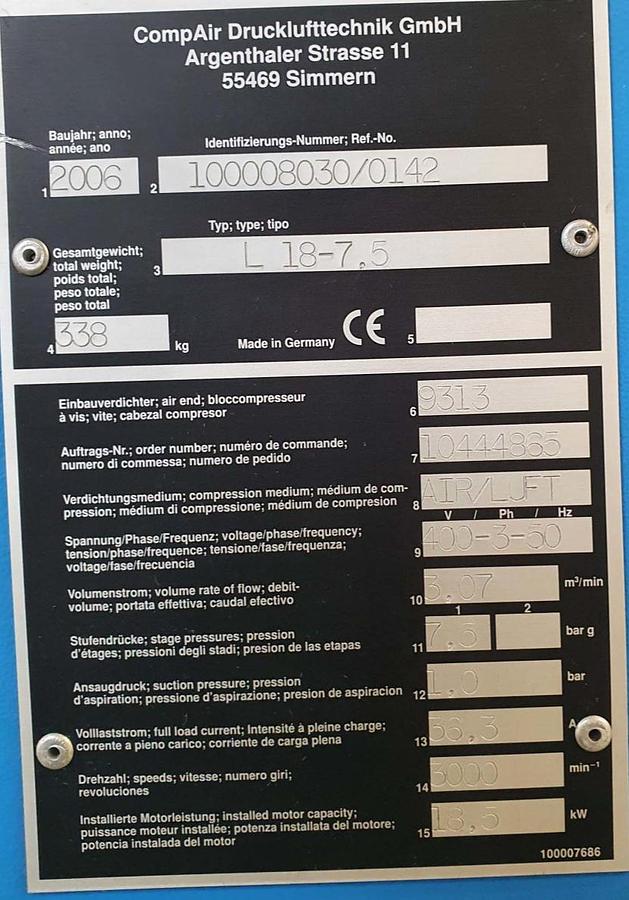 CompAir Drucklufttechnik GmbH
Argenthaler Strasse 11
55469 Simmern
Baujahr; anno;
année; ano
Identifizierungs-Nummer; Ref.-No.
1 2006
2 100008030/0142
Typ; type; tipo
3 L 18-7,5
Gesamtgewicht;
total weight;
poids total;
peso totale;
peso total
4 338 kg
Made in Germany CE 5
Einbauverdichter; air end; bloccompresseur
à vis; vite; cabezal compresor
6 9313
Auftrags-Nr.; order number; numéro de commande;
numero di commessa; numero de pedido
7 10444865
Verdichtungsmedium; compression medium; médium de com-
pression; médium di compressione; médium de compresion
8 AIR/LUFT
V / Ph / Hz
Spannung/Phase/Frequenz; voltage/phase/frequency;
tension/phase/frequence; tensione/fase/frequenza;
voltage/fase/frecuencia
9 400-3-50
Volumenstrom; volume rate of flow; debit-
volume; portata effettiva; caudal efectivo
10 3,07 m³/min
1 2
Stufendrücke; stage pressures; pression
d'étages; pressioni degli stadi; presion de las etapas
11 7,5 bar g
Ansaugdruck; suction pressure; pression
d'aspiration; pressione d'aspirazione; presion de aspiracion
12 1,0 bar
Volllaststrom; full load current; Intensité à pleine charge;
corrente a pieno carico; corriente de carga plena
13 36,3 A
Drehzahl; speeds; vitesse; numero giri;
revoluciones
14 3000 min⁻¹
Installierte Motorleistung; installed motor capacity;
puissance moteur installée; potenza installata del motore;
potencia instalada del motor
15 18,5 kW
100007686